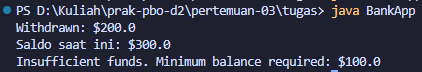 PS D:\Kuliah\prak-pbo-d2\pertemuan-03\tugas> java BankApp
Withdrawn: $200.0
Saldo saat ini: $300.0
Insufficient funds. Minimum balance required: $100.0